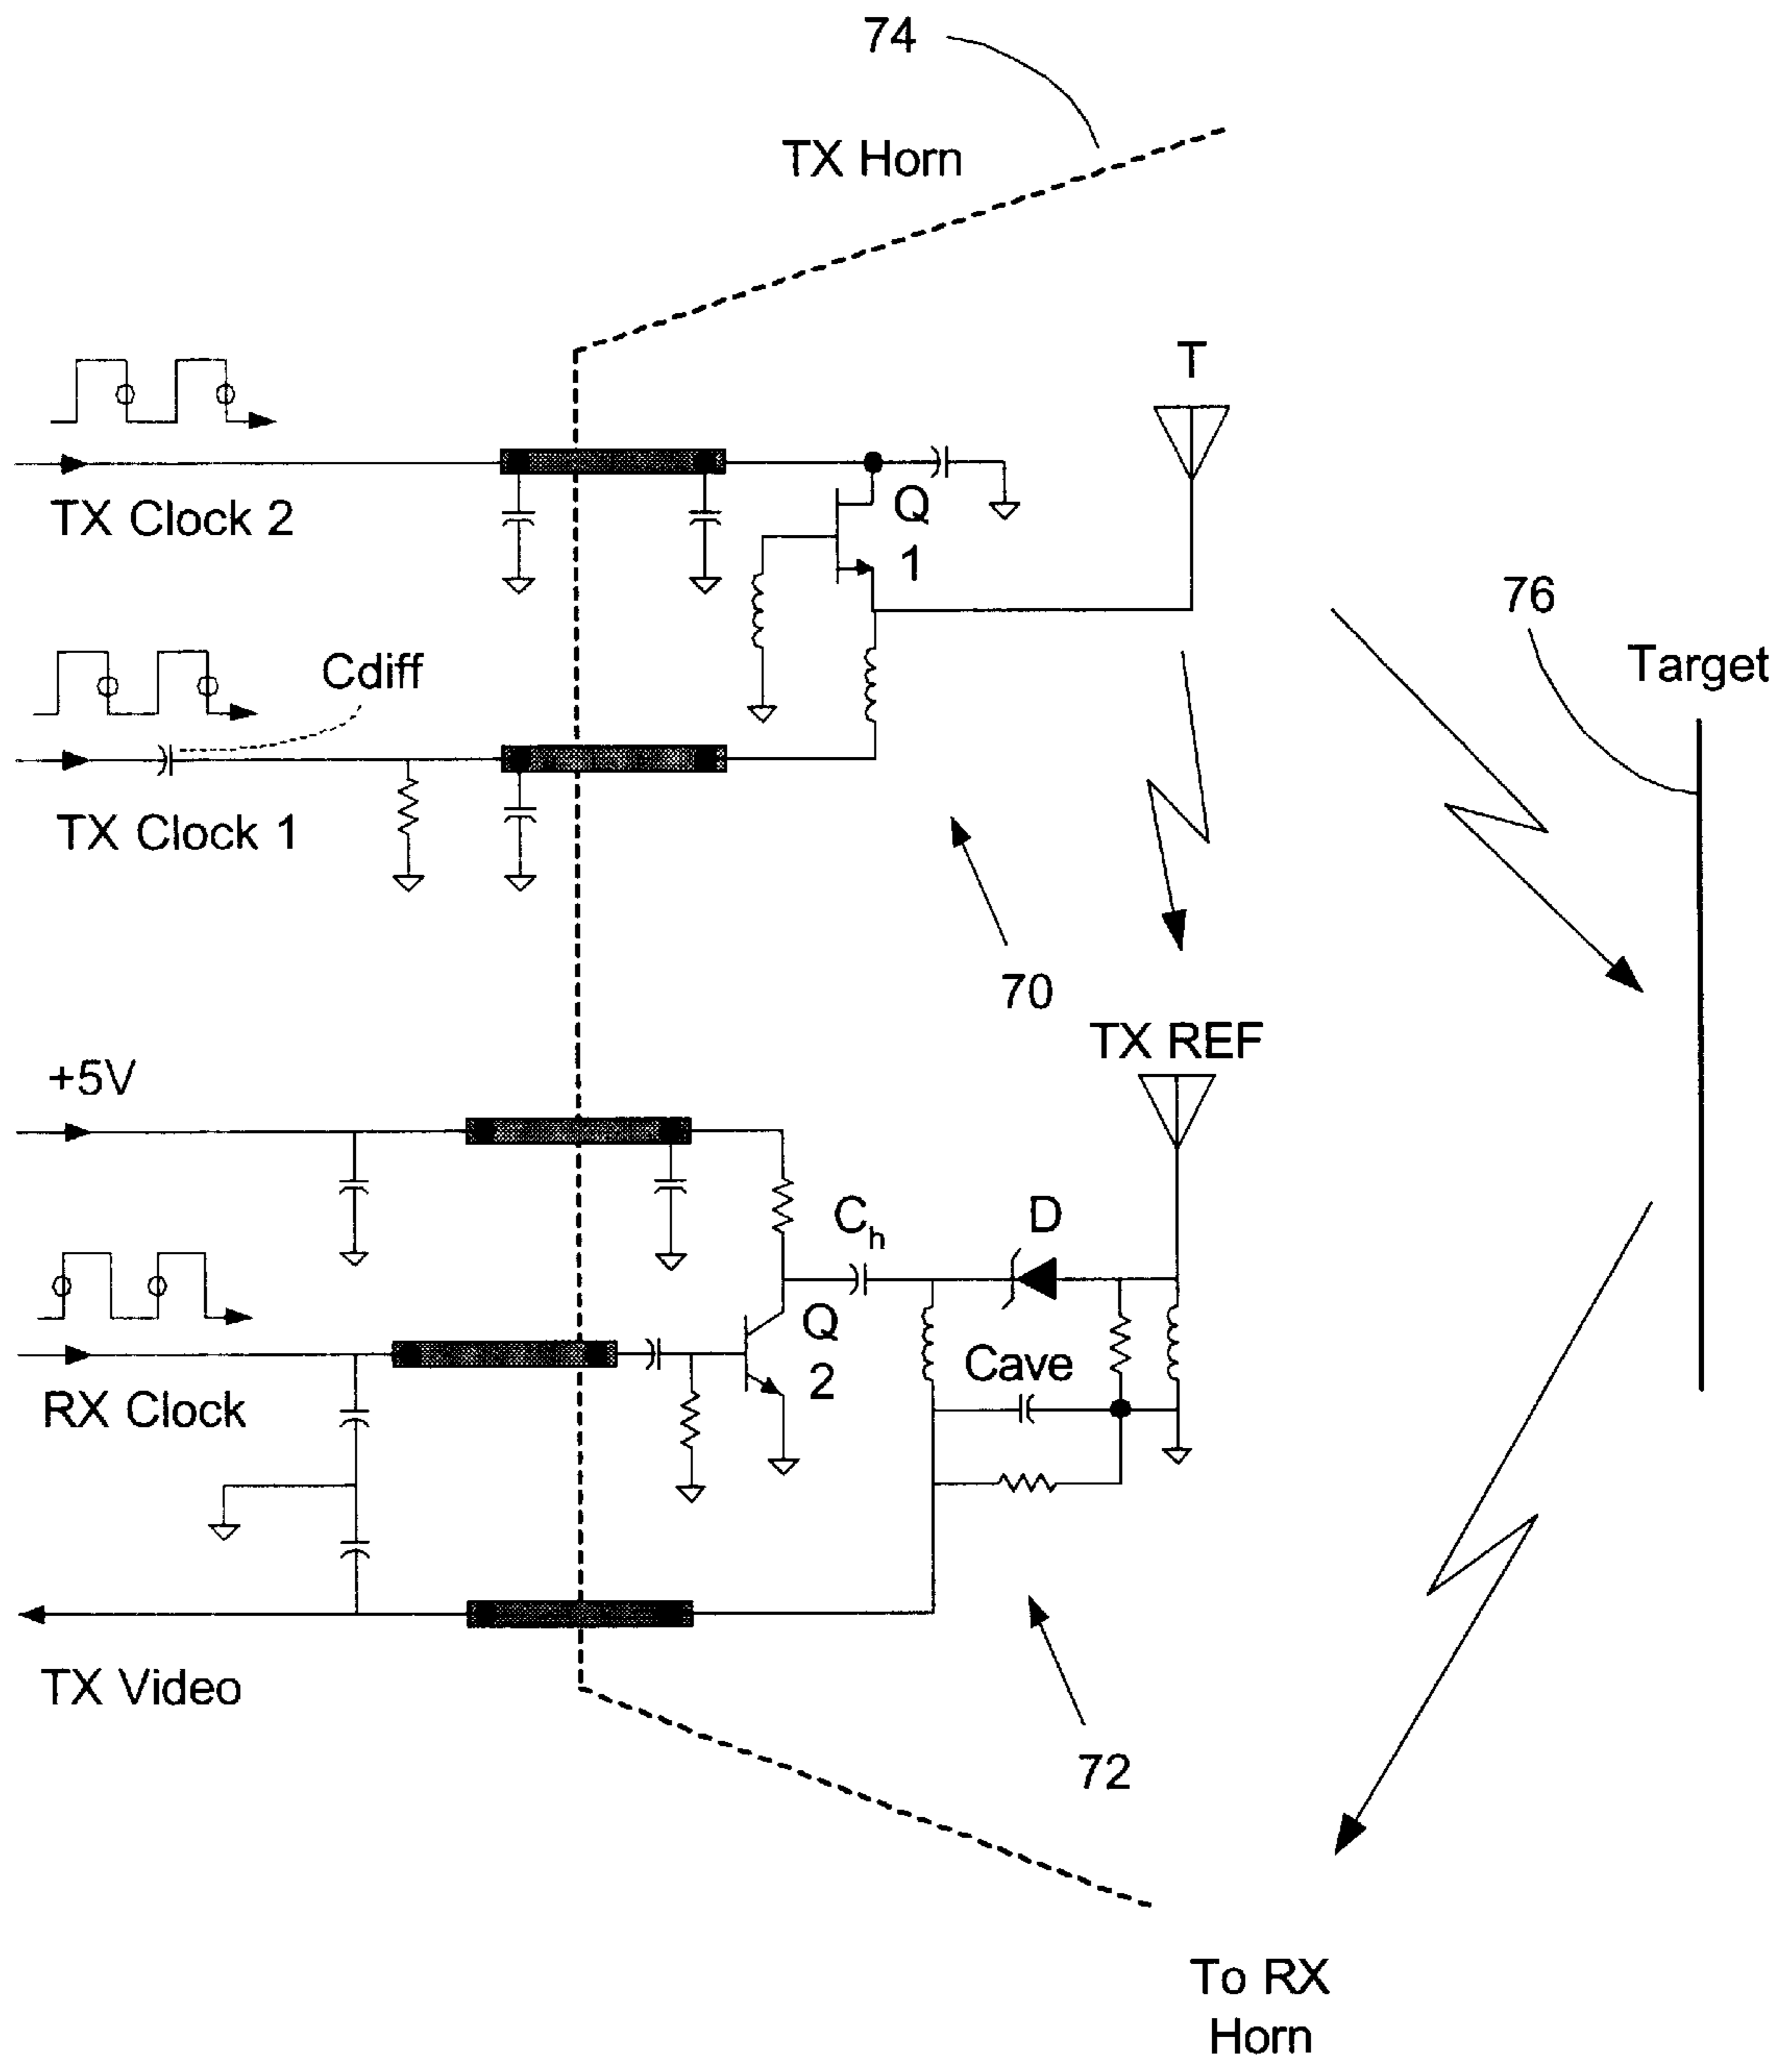 74
TX Horn
T
TX Clock 2
Q
1
76
Target
Cdiff
TX Clock 1
70
TX REF
+5V
Ch
D
Q
2
Cave
RX Clock
TX Video
72
To RX
Horn